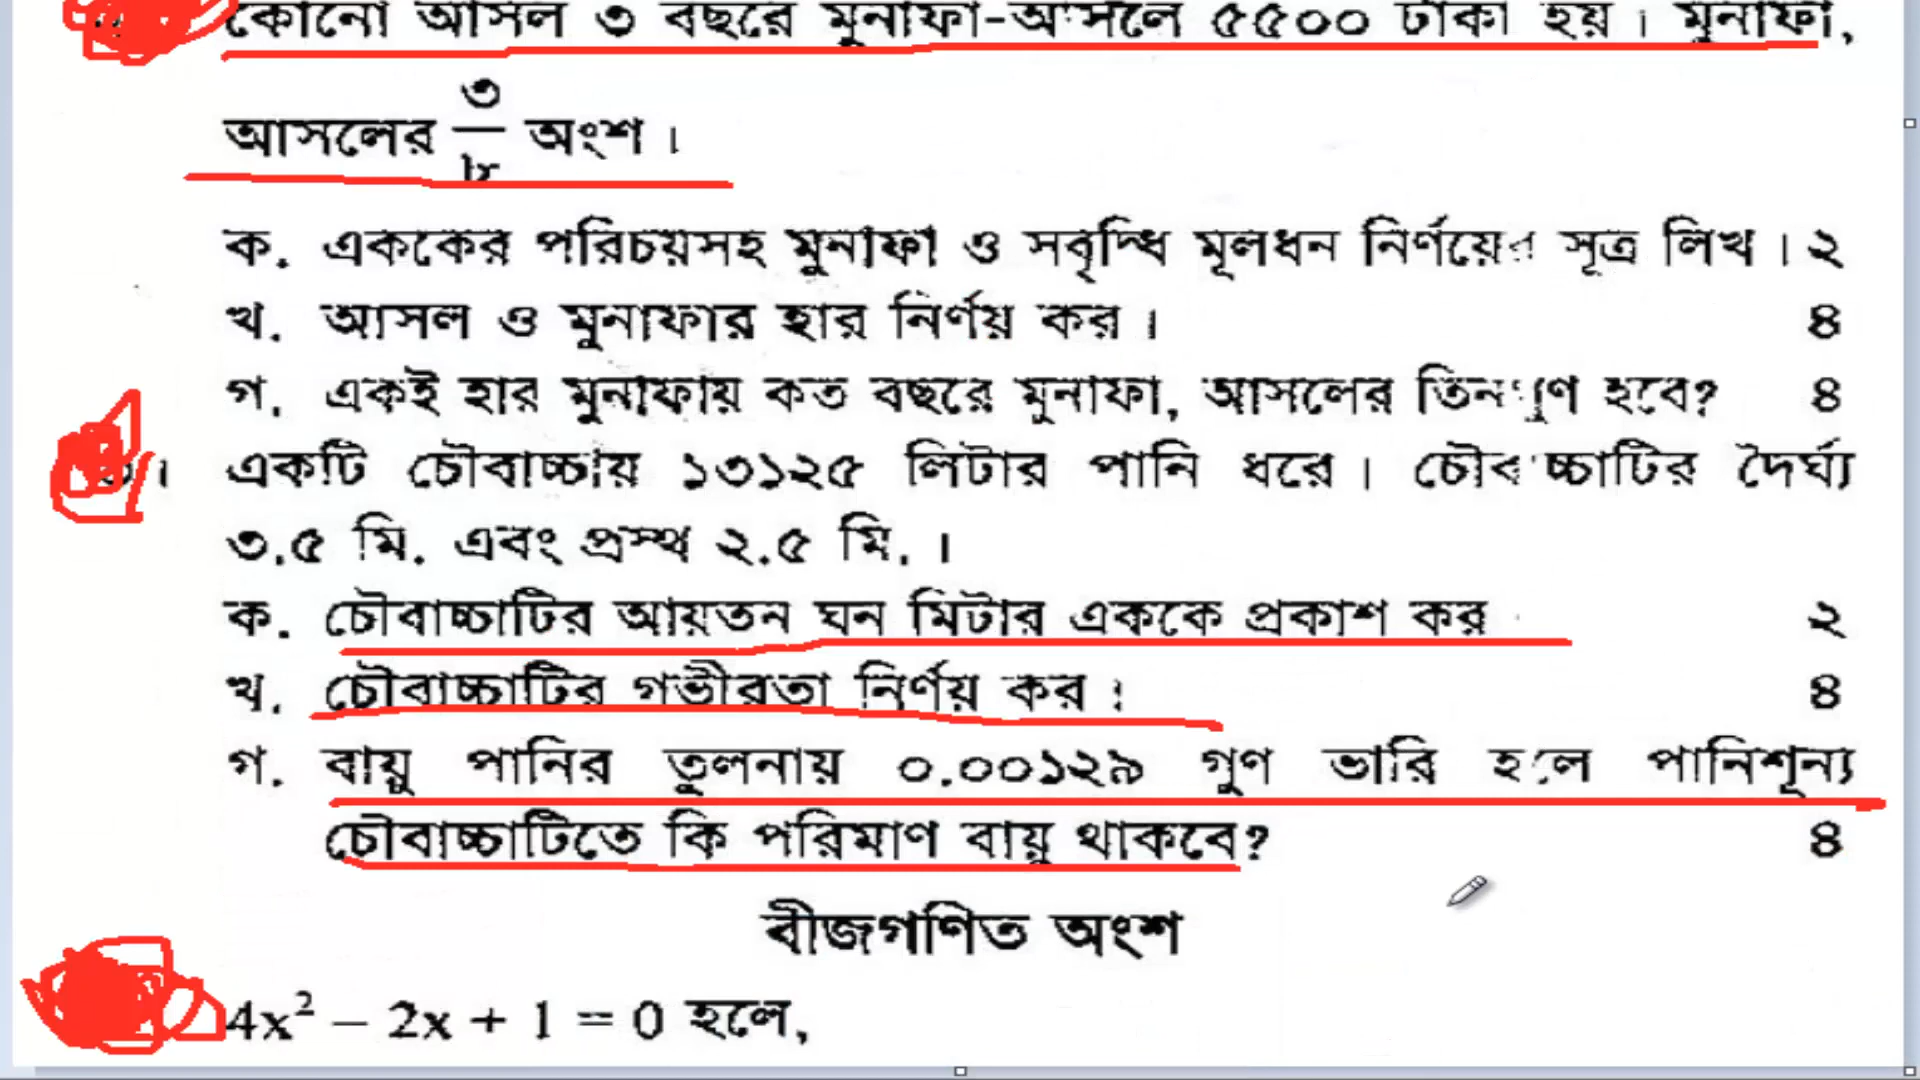 কোনো আসল ৩ বছরে মুনাফা-আসলে ৫৫০০ টাকা হয়। মুনাফা,
আসলের ৩/৮ অংশ।
ক. এককের পরিচয়সহ মুনাফা ও সবৃদ্ধি মূলধন নির্ণয়ের সূত্র লিখ। ২
খ. আসল ও মুনাফার হার নির্ণয় কর। ৪
গ. একই হার মুনাফায় কত বছরে মুনাফা, আসলের তিনগুণ হবে? ৪
একটি চৌবাচ্চায় ১৩১২৫ লিটার পানি ধরে। চৌবাচ্চাটির দৈর্ঘ্য
৩.৫ মি. এবং প্রস্থ ২.৫ মি.।
ক. চৌবাচ্চাটির আয়তন ঘন মিটার এককে প্রকাশ কর ২
খ. চৌবাচ্চাটির গভীরতা নির্ণয় কর। ৪
গ. বায়ু পানির তুলনায় ০.০০১২৯ গুণ ভারি হলে পানিশূন্য
চৌবাচ্চাটিতে কি পরিমাণ বায়ু থাকবে? ৪
বীজগণিত অংশ
4x² – 2x + 1 = 0 হলে,